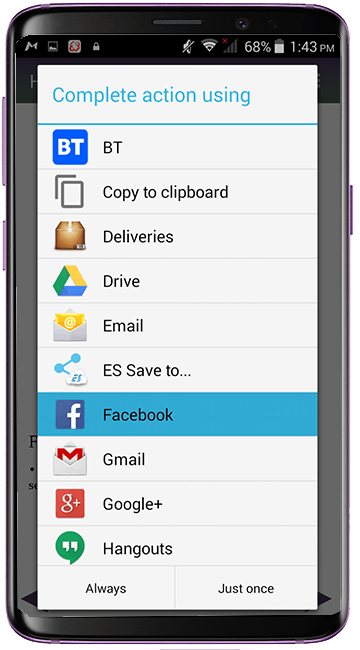 68% 1:43 PM
Complete action using
BT BT
Copy to clipboard
Deliveries
Drive
Email
ES ES Save to...
f Facebook
Gmail
g+ Google+
Hangouts
Always Just once